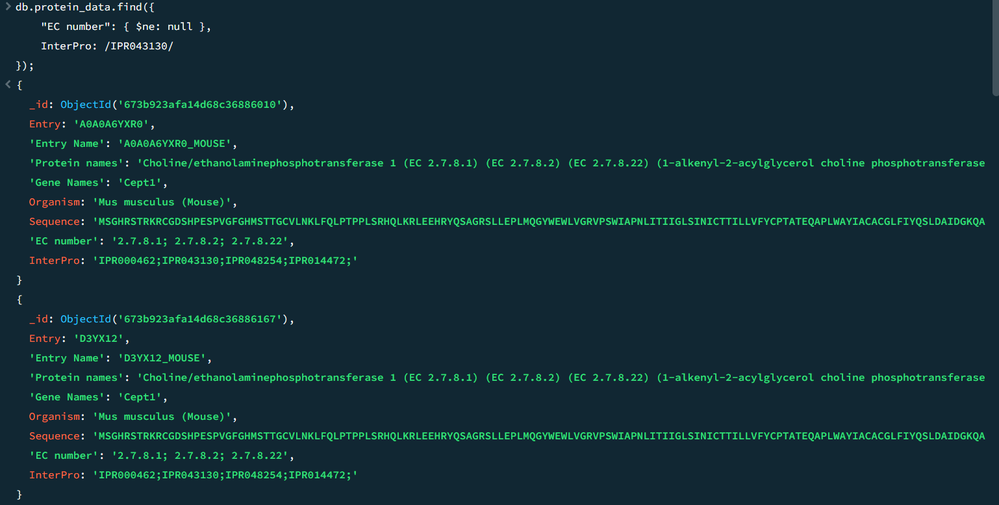 > db.protein_data.find({
"EC number": { $ne: null },
InterPro: /IPR043130/
});
< {
_id: ObjectId('673b923afa14d68c36886010'),
Entry: 'A0A0A6YXR0',
'Entry Name': 'A0A0A6YXR0_MOUSE',
'Protein names': 'Choline/ethanolaminephosphotransferase 1 (EC 2.7.8.1) (EC 2.7.8.2) (EC 2.7.8.22) (1-alkenyl-2-acylglycerol choline phosphotransferase
'Gene Names': 'Cept1',
Organism: 'Mus musculus (Mouse)',
Sequence: 'MSGHRSTRKRCGDSHPESPVGFGHMSTTGCVLNKLFQLPTPPLSRHQLKRLEEHRYQSAGRSLLEPLMQGYWEWLVGRVPSWIAPNLITIIGLSINICTTILLVFYCPTATEQAPLWAYIACACGLFIYQSLDAIDGKQA
'EC number': '2.7.8.1; 2.7.8.2; 2.7.8.22',
InterPro: 'IPR000462;IPR043130;IPR048254;IPR014472;'
}
{
_id: ObjectId('673b923afa14d68c36886167'),
Entry: 'D3YX12',
'Entry Name': 'D3YX12_MOUSE',
'Protein names': 'Choline/ethanolaminephosphotransferase 1 (EC 2.7.8.1) (EC 2.7.8.2) (EC 2.7.8.22) (1-alkenyl-2-acylglycerol choline phosphotransferase
'Gene Names': 'Cept1',
Organism: 'Mus musculus (Mouse)',
Sequence: 'MSGHRSTRKRCGDSHPESPVGFGHMSTTGCVLNKLFQLPTPPLSRHQLKRLEEHRYQSAGRSLLEPLMQGYWEWLVGRVPSWIAPNLITIIGLSINICTTILLVFYCPTATEQAPLWAYIACACGLFIYQSLDAIDGKQA
'EC number': '2.7.8.1; 2.7.8.2; 2.7.8.22',
InterPro: 'IPR000462;IPR043130;IPR048254;IPR014472;'
}